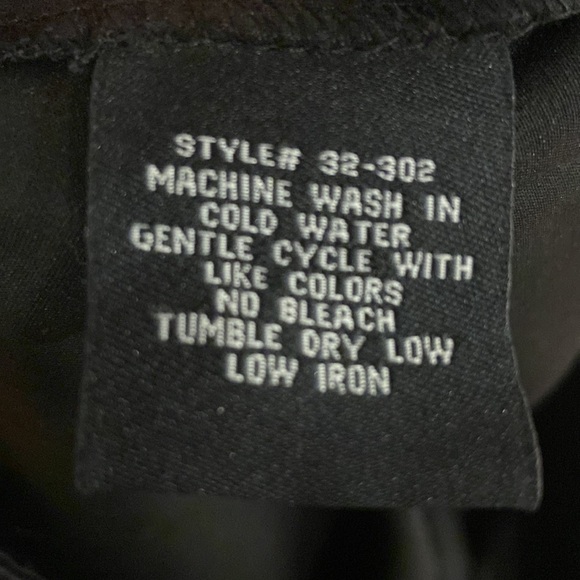 STYLE# 32-302
MACHINE WASH IN
COLD WATER
GENTLE CYCLE WITH
LIKE COLORS
NO BLEACH
TUMBLE DRY LOW
LOW IRON